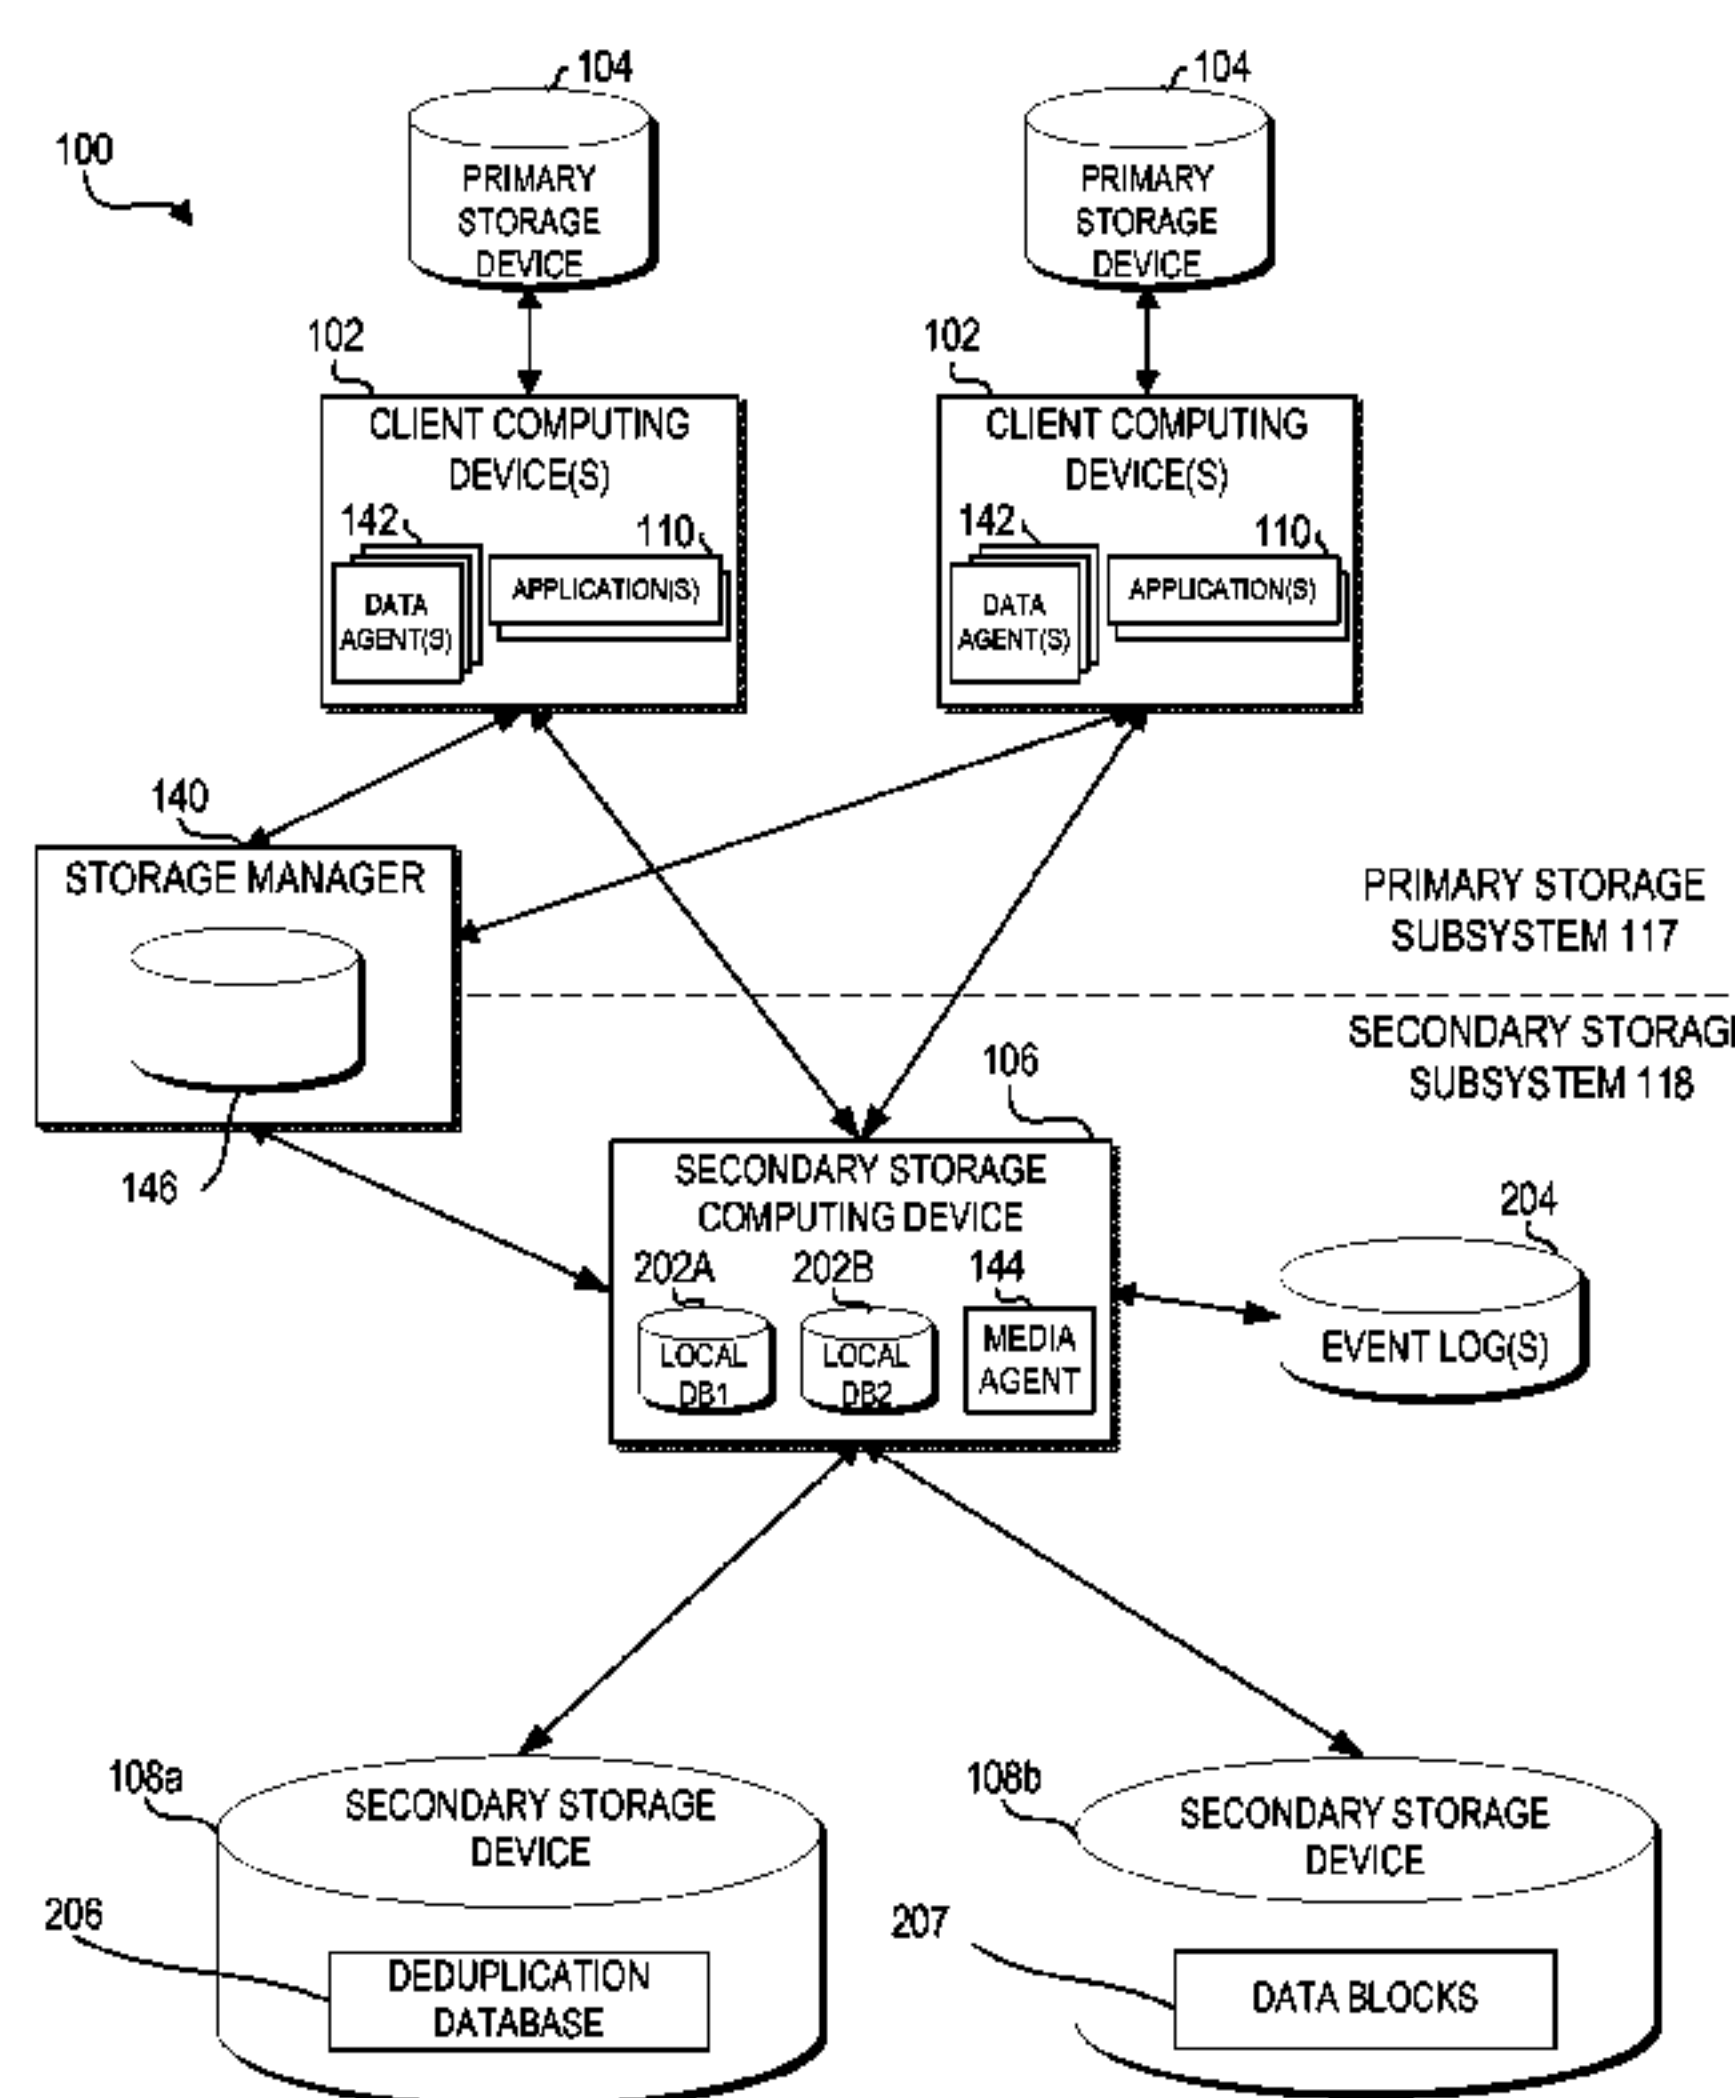 104
104
100
PRIMARY
STORAGE
DEVICE
PRIMARY
STORAGE
DEVICE
102
102
CLIENT COMPUTING
DEVICE(S)
CLIENT COMPUTING
DEVICE(S)
142
110
142
110
DATA
AGENT(S)
APPLICATION(S)
DATA
AGENT(S)
APPLICATION(S)
140
STORAGE MANAGER
PRIMARY STORAGE
SUBSYSTEM 117
SECONDARY STORAGE
SUBSYSTEM 118
106
146
SECONDARY STORAGE
COMPUTING DEVICE
204
202A
202B
144
LOCAL
DB1
LOCAL
DB2
MEDIA
AGENT
EVENT LOG(S)
108a
SECONDARY STORAGE
DEVICE
108b
SECONDARY STORAGE
DEVICE
206
DEDUPLICATION
DATABASE
207
DATA BLOCKS